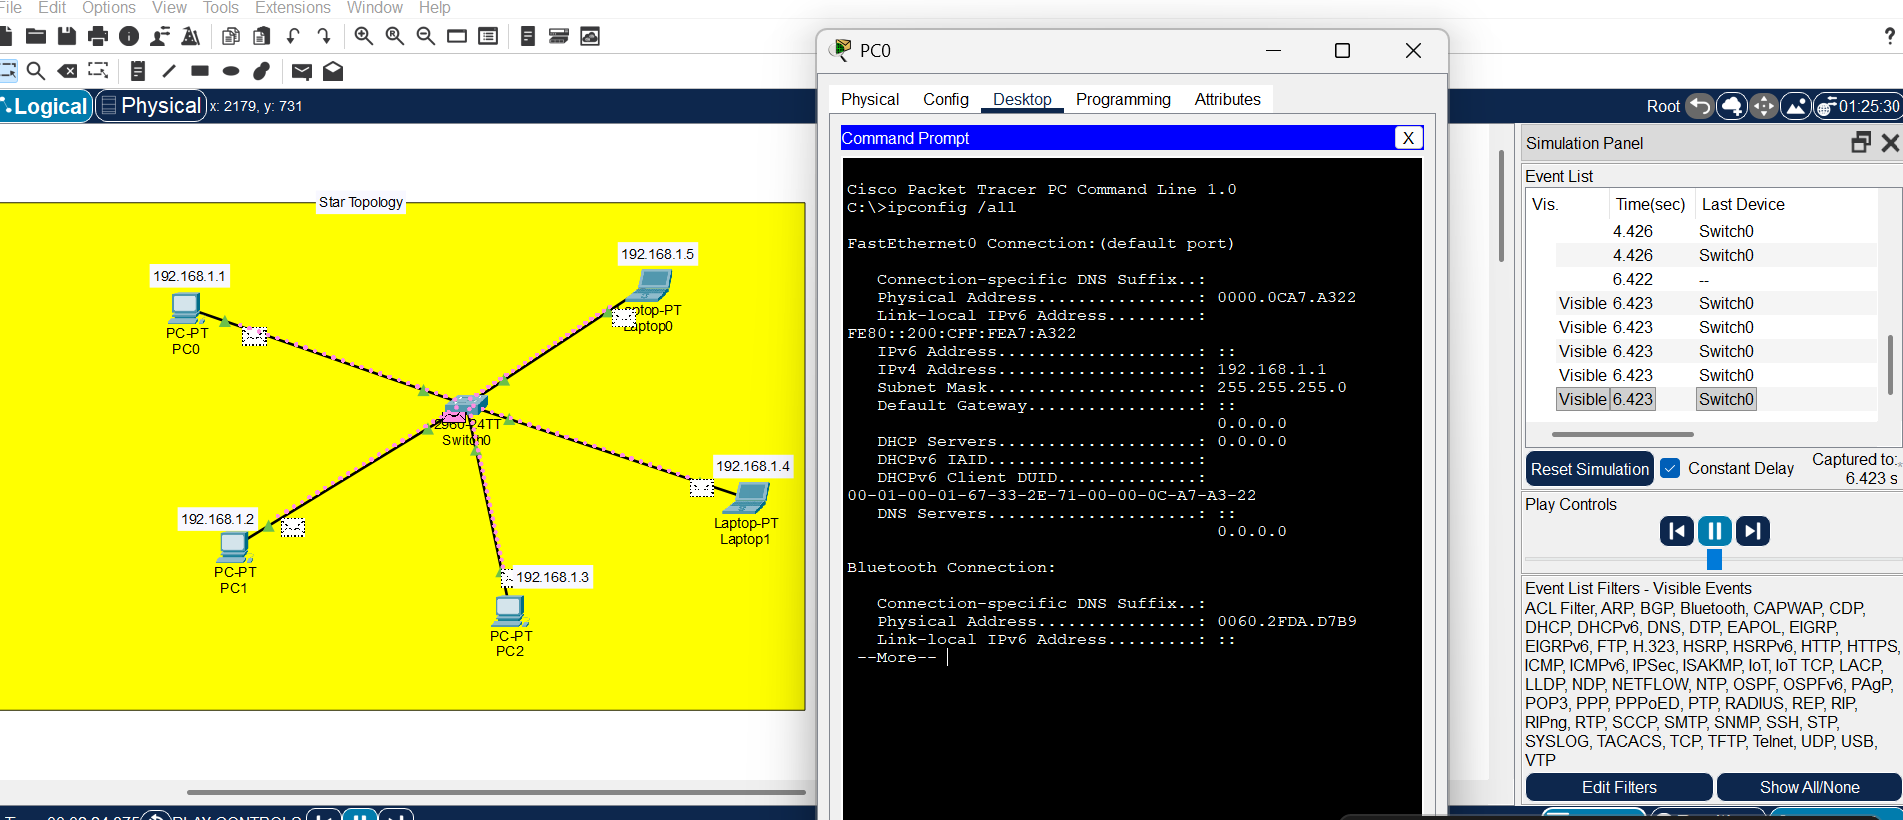 File Edit Options View Tools Extensions Window Help
Logical Physical x: 2179, y: 731
Root 01:25:30
Star Topology
192.168.1.1
PC-PT
PC0
192.168.1.5
Laptop0
2960-24TT
Switch0
192.168.1.4
Laptop-PT
Laptop1
192.168.1.2
PC-PT
PC1
192.168.1.3
PC-PT
PC2
PC0
Physical Config Desktop Programming Attributes
Command Prompt X
Cisco Packet Tracer PC Command Line 1.0
C:\>ipconfig /all
FastEthernet0 Connection:(default port)
Connection-specific DNS Suffix..:
Physical Address................: 0000.0CA7.A322
Link-local IPv6 Address.........:
FE80::200:CFF:FEA7:A322
IPv6 Address....................: ::
IPv4 Address....................: 192.168.1.1
Subnet Mask.....................: 255.255.255.0
Default Gateway.................: ::
0.0.0.0
DHCP Servers....................: 0.0.0.0
DHCPv6 IAID.....................:
DHCPv6 Client DUID..............:
00-01-00-01-67-33-2E-71-00-00-0C-A7-A3-22
DNS Servers.....................: ::
0.0.0.0
Bluetooth Connection:
Connection-specific DNS Suffix..:
Physical Address................: 0060.2FDA.D7B9
Link-local IPv6 Address.........: ::
--More--
Simulation Panel
Event List
Vis. Time(sec) Last Device
4.426 Switch0
4.426 Switch0
6.422 --
Visible 6.423 Switch0
Visible 6.423 Switch0
Visible 6.423 Switch0
Visible 6.423 Switch0
Visible 6.423 Switch0
Reset Simulation Constant Delay Captured to:
6.423 s
Play Controls
Event List Filters - Visible Events
ACL Filter, ARP, BGP, Bluetooth, CAPWAP, CDP,
DHCP, DHCPv6, DNS, DTP, EAPOL, EIGRP,
EIGRPv6, FTP, H.323, HSRP, HSRPv6, HTTP, HTTPS,
ICMP, ICMPv6, IPSec, ISAKMP, IoT, IoT TCP, LACP,
LLDP, NDP, NETFLOW, NTP, OSPF, OSPFv6, PAgP,
POP3, PPP, PPPoED, PTP, RADIUS, REP, RIP,
RIPng, RTP, SCCP, SMTP, SNMP, SSH, STP,
SYSLOG, TACACS, TCP, TFTP, Telnet, UDP, USB,
VTP
Edit Filters Show All/None